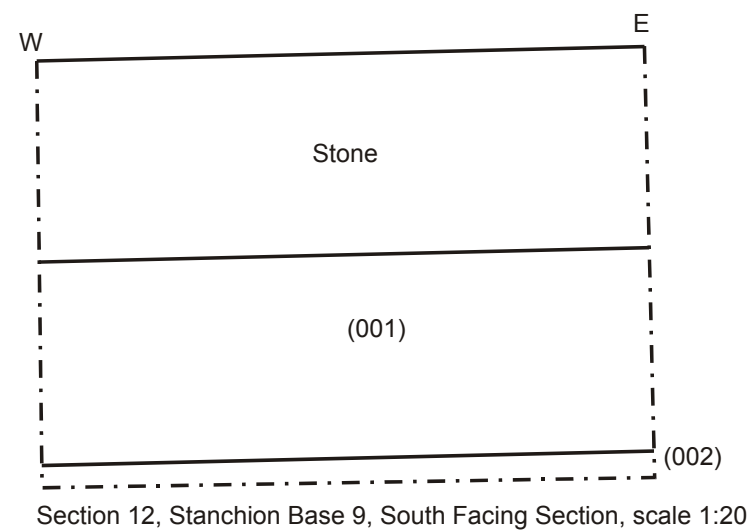 W
E
Stone
(001)
(002)
Section 12, Stanchion Base 9, South Facing Section, scale 1:20